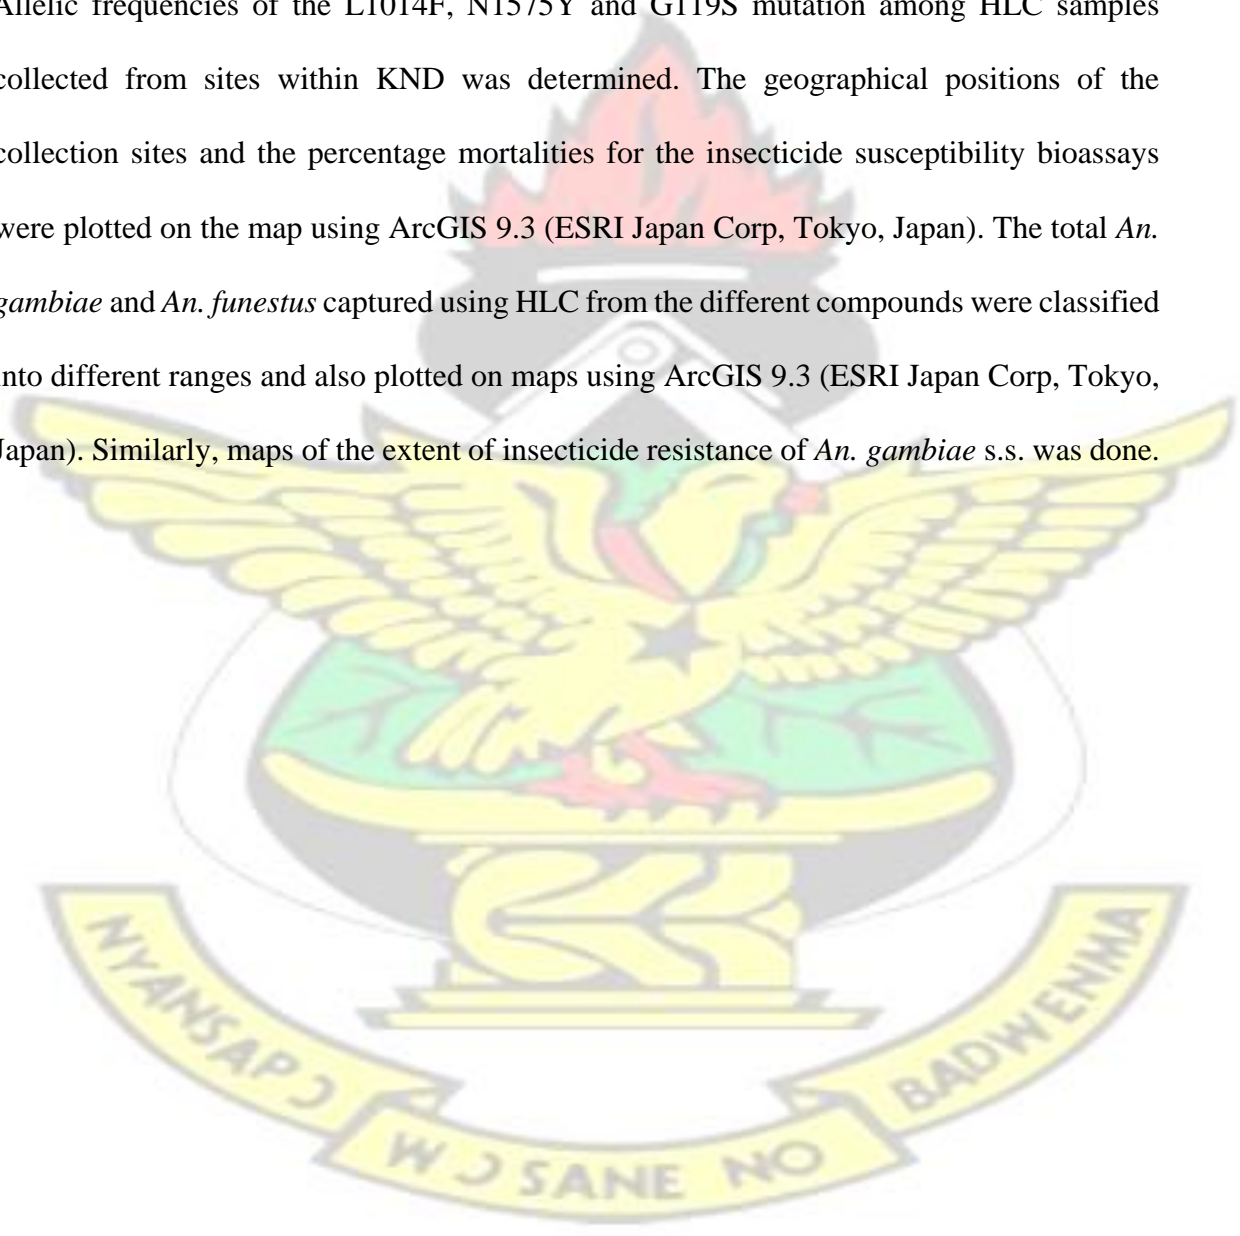 Allelic frequencies of the L1014F, N1575Y and G119S mutation among HLC samples
collected from sites within KND was determined. The geographical positions of the
collection sites and the percentage mortalities for the insecticide susceptibility bioassays
were plotted on the map using ArcGIS 9.3 (ESRI Japan Corp, Tokyo, Japan). The total An.
gambiae and An. funestus captured using HLC from the different compounds were classified
into different ranges and also plotted on maps using ArcGIS 9.3 (ESRI Japan Corp, Tokyo,
Japan). Similarly, maps of the extent of insecticide resistance of An. gambiae s.s. was done.
NYANSAPƆ
WƆSANE NO
BADWENMA